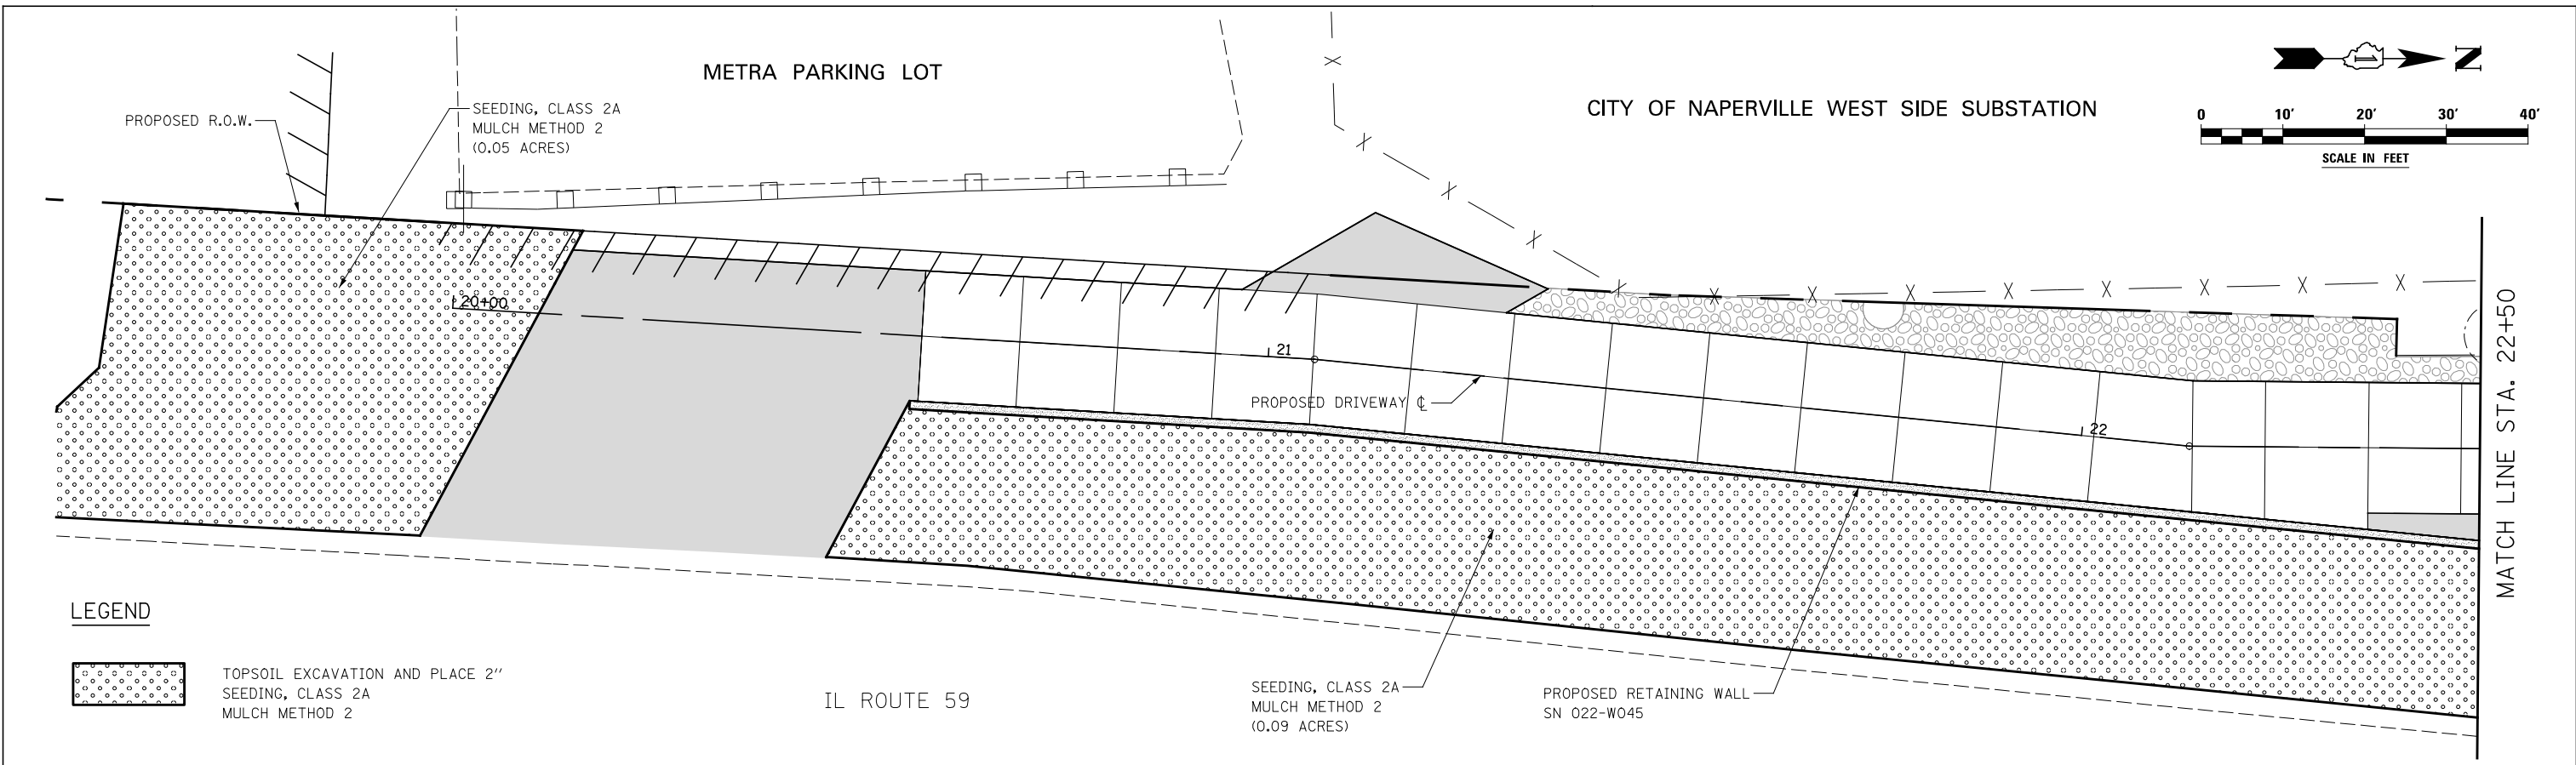 METRA PARKING LOT
N
CITY OF NAPERVILLE WEST SIDE SUBSTATION
0 10' 20' 30' 40'
SCALE IN FEET
PROPOSED R.O.W.
SEEDING, CLASS 2A
MULCH METHOD 2
(0.05 ACRES)
20+00
21
PROPOSED DRIVEWAY ℄
22
MATCH LINE STA. 22+50
LEGEND
TOPSOIL EXCAVATION AND PLACE 2"
SEEDING, CLASS 2A
MULCH METHOD 2
IL ROUTE 59
SEEDING, CLASS 2A
MULCH METHOD 2
(0.09 ACRES)
PROPOSED RETAINING WALL
SN 022-W045